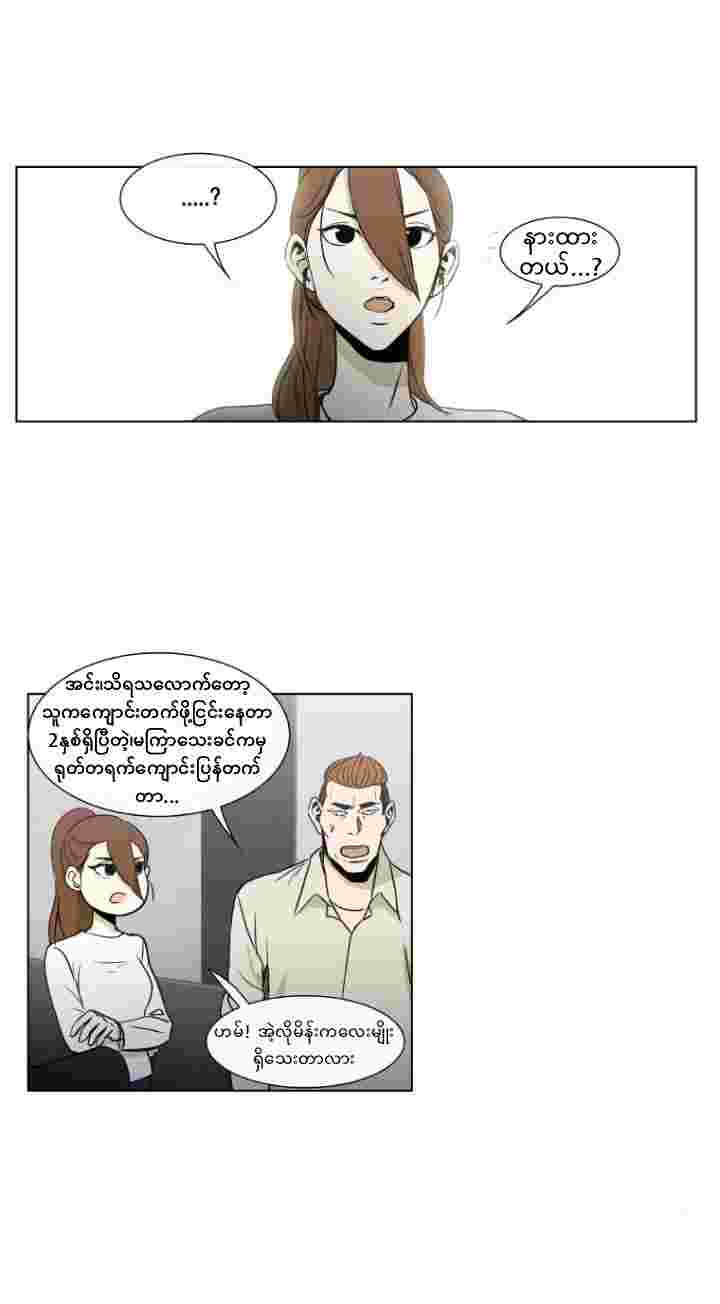 .....?
နားထား
တယ်...?
အင်း၊သိရသလောက်တော့
သူကကျောင်းတက်ဖို့ငြင်းနေတာ
2နှစ်ရှိပြီတဲ့၊မကြာသေးခင်ကမှ
ရုတ်တရက်ကျောင်းပြန်တက်
တာ...
ဟမ်! အဲ့လိုမိန်းကလေးမျိုး
ရှိသေးတာလား